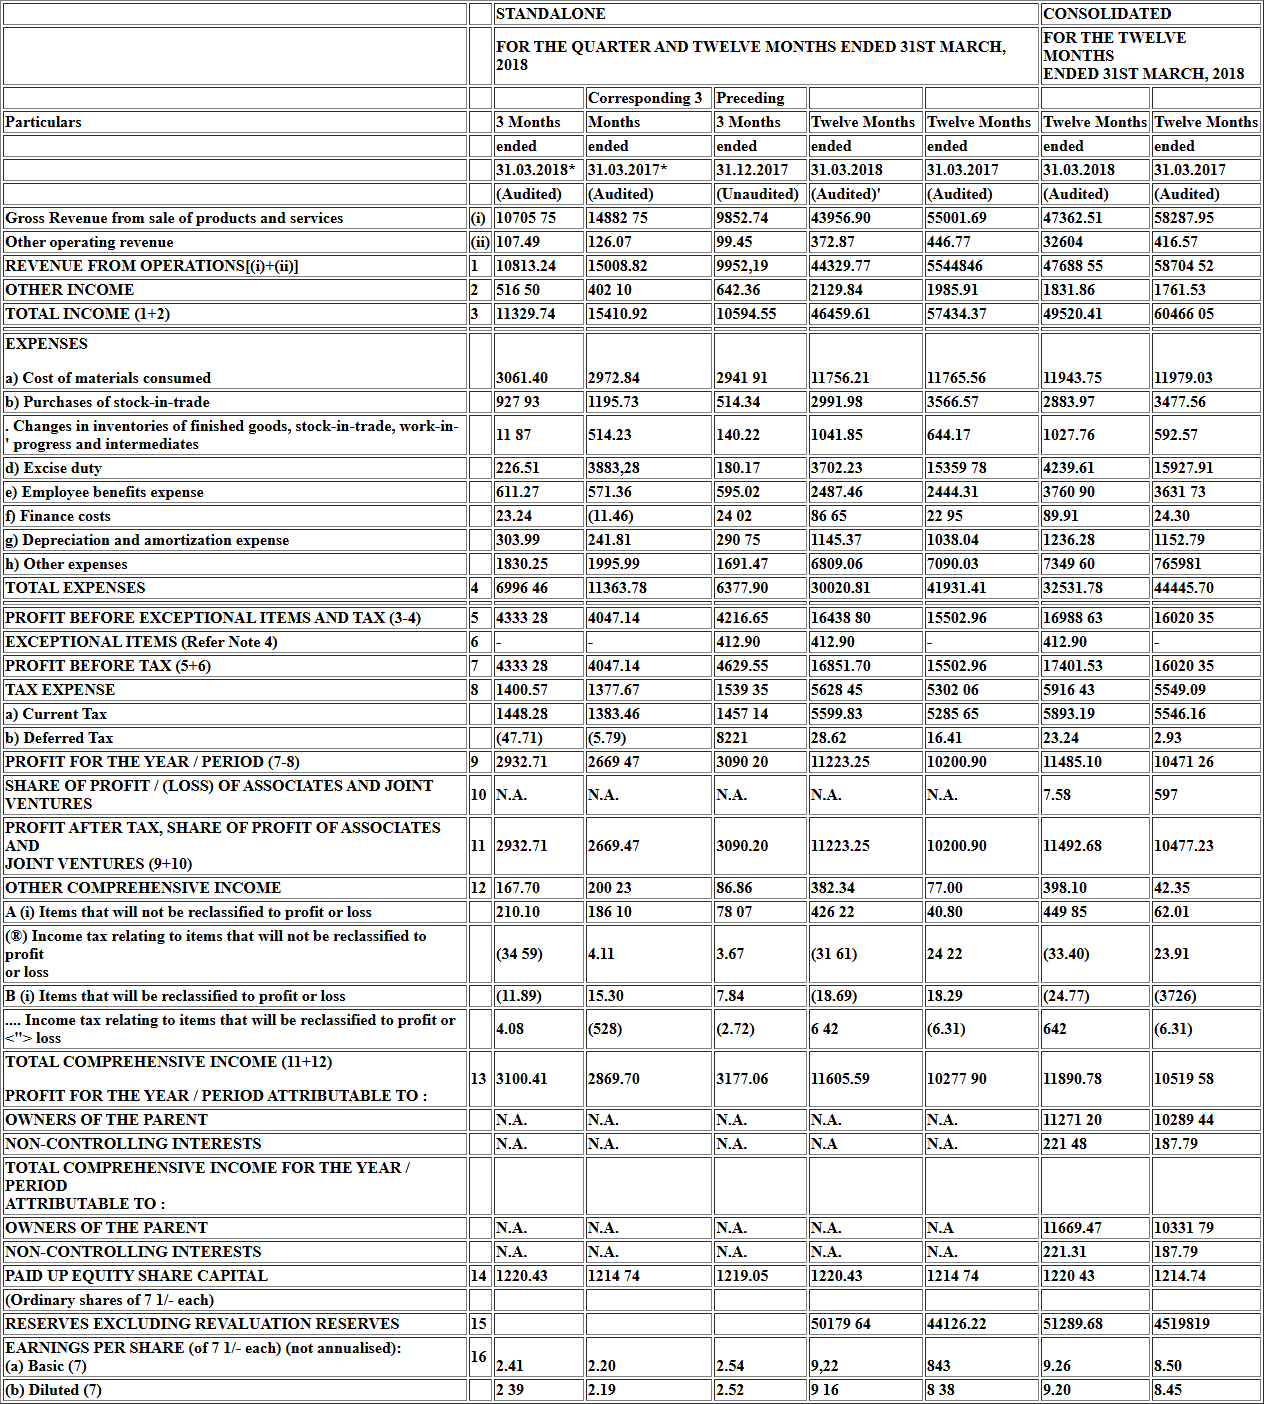 STANDALONE CONSOLIDATED
FOR THE QUARTER AND TWELVE MONTHS ENDED 31ST MARCH,
2018
FOR THE TWELVE
MONTHS
ENDED 31ST MARCH, 2018
Corresponding 3 Preceding
Particulars 3 Months Months 3 Months Twelve Months Twelve Months Twelve Months Twelve Months
ended ended ended ended ended ended ended
31.03.2018* 31.03.2017* 31.12.2017 31.03.2018 31.03.2017 31.03.2018 31.03.2017
(Audited) (Audited) (Unaudited) (Audited)' (Audited) (Audited) (Audited)
Gross Revenue from sale of products and services (i) 10705 75 14882 75 9852.74 43956.90 55001.69 47362.51 58287.95
Other operating revenue (ii) 107.49 126.07 99.45 372.87 446.77 32604 416.57
REVENUE FROM OPERATIONS[(i)+(ii)] 1 10813.24 15008.82 9952,19 44329.77 5544846 47688 55 58704 52
OTHER INCOME 2 516 50 402 10 642.36 2129.84 1985.91 1831.86 1761.53
TOTAL INCOME (1+2) 3 11329.74 15410.92 10594.55 46459.61 57434.37 49520.41 60466 05
EXPENSES
a) Cost of materials consumed 3061.40 2972.84 2941 91 11756.21 11765.56 11943.75 11979.03
b) Purchases of stock-in-trade 927 93 1195.73 514.34 2991.98 3566.57 2883.97 3477.56
. Changes in inventories of finished goods, stock-in-trade, work-in-
' progress and intermediates 11 87 514.23 140.22 1041.85 644.17 1027.76 592.57
d) Excise duty 226.51 3883,28 180.17 3702.23 15359 78 4239.61 15927.91
e) Employee benefits expense 611.27 571.36 595.02 2487.46 2444.31 3760 90 3631 73
f) Finance costs 23.24 (11.46) 24 02 86 65 22 95 89.91 24.30
g) Depreciation and amortization expense 303.99 241.81 290 75 1145.37 1038.04 1236.28 1152.79
h) Other expenses 1830.25 1995.99 1691.47 6809.06 7090.03 7349 60 765981
TOTAL EXPENSES 4 6996 46 11363.78 6377.90 30020.81 41931.41 32531.78 44445.70
PROFIT BEFORE EXCEPTIONAL ITEMS AND TAX (3-4) 5 4333 28 4047.14 4216.65 16438 80 15502.96 16988 63 16020 35
EXCEPTIONAL ITEMS (Refer Note 4) 6 - - 412.90 412.90 - 412.90 -
PROFIT BEFORE TAX (5+6) 7 4333 28 4047.14 4629.55 16851.70 15502.96 17401.53 16020 35
TAX EXPENSE 8 1400.57 1377.67 1539 35 5628 45 5302 06 5916 43 5549.09
a) Current Tax 1448.28 1383.46 1457 14 5599.83 5285 65 5893.19 5546.16
b) Deferred Tax (47.71) (5.79) 8221 28.62 16.41 23.24 2.93
PROFIT FOR THE YEAR / PERIOD (7-8) 9 2932.71 2669 47 3090 20 11223.25 10200.90 11485.10 10471 26
SHARE OF PROFIT / (LOSS) OF ASSOCIATES AND JOINT
VENTURES 10 N.A. N.A. N.A. N.A. N.A. 7.58 597
PROFIT AFTER TAX, SHARE OF PROFIT OF ASSOCIATES
AND
JOINT VENTURES (9+10) 11 2932.71 2669.47 3090.20 11223.25 10200.90 11492.68 10477.23
OTHER COMPREHENSIVE INCOME 12 167.70 200 23 86.86 382.34 77.00 398.10 42.35
A (i) Items that will not be reclassified to profit or loss 210.10 186 10 78 07 426 22 40.80 449 85 62.01
(®) Income tax relating to items that will not be reclassified to
profit
or loss (34 59) 4.11 3.67 (31 61) 24 22 (33.40) 23.91
B (i) Items that will be reclassified to profit or loss (11.89) 15.30 7.84 (18.69) 18.29 (24.77) (3726)
.... Income tax relating to items that will be reclassified to profit or
<"> loss 4.08 (528) (2.72) 6 42 (6.31) 642 (6.31)
TOTAL COMPREHENSIVE INCOME (11+12)
PROFIT FOR THE YEAR / PERIOD ATTRIBUTABLE TO : 13 3100.41 2869.70 3177.06 11605.59 10277 90 11890.78 10519 58
OWNERS OF THE PARENT N.A. N.A. N.A. N.A. N.A. 11271 20 10289 44
NON-CONTROLLING INTERESTS N.A. N.A. N.A. N.A N.A. 221 48 187.79
TOTAL COMPREHENSIVE INCOME FOR THE YEAR /
PERIOD
ATTRIBUTABLE TO :
OWNERS OF THE PARENT N.A. N.A. N.A. N.A. N.A 11669.47 10331 79
NON-CONTROLLING INTERESTS N.A. N.A. N.A. N.A. N.A. 221.31 187.79
PAID UP EQUITY SHARE CAPITAL 14 1220.43 1214 74 1219.05 1220.43 1214 74 1220 43 1214.74
(Ordinary shares of 7 1/- each)
RESERVES EXCLUDING REVALUATION RESERVES 15 50179 64 44126.22 51289.68 4519819
EARNINGS PER SHARE (of 7 1/- each) (not annualised): 16
(a) Basic (7) 2.41 2.20 2.54 9,22 843 9.26 8.50
(b) Diluted (7) 2 39 2.19 2.52 9 16 8 38 9.20 8.45